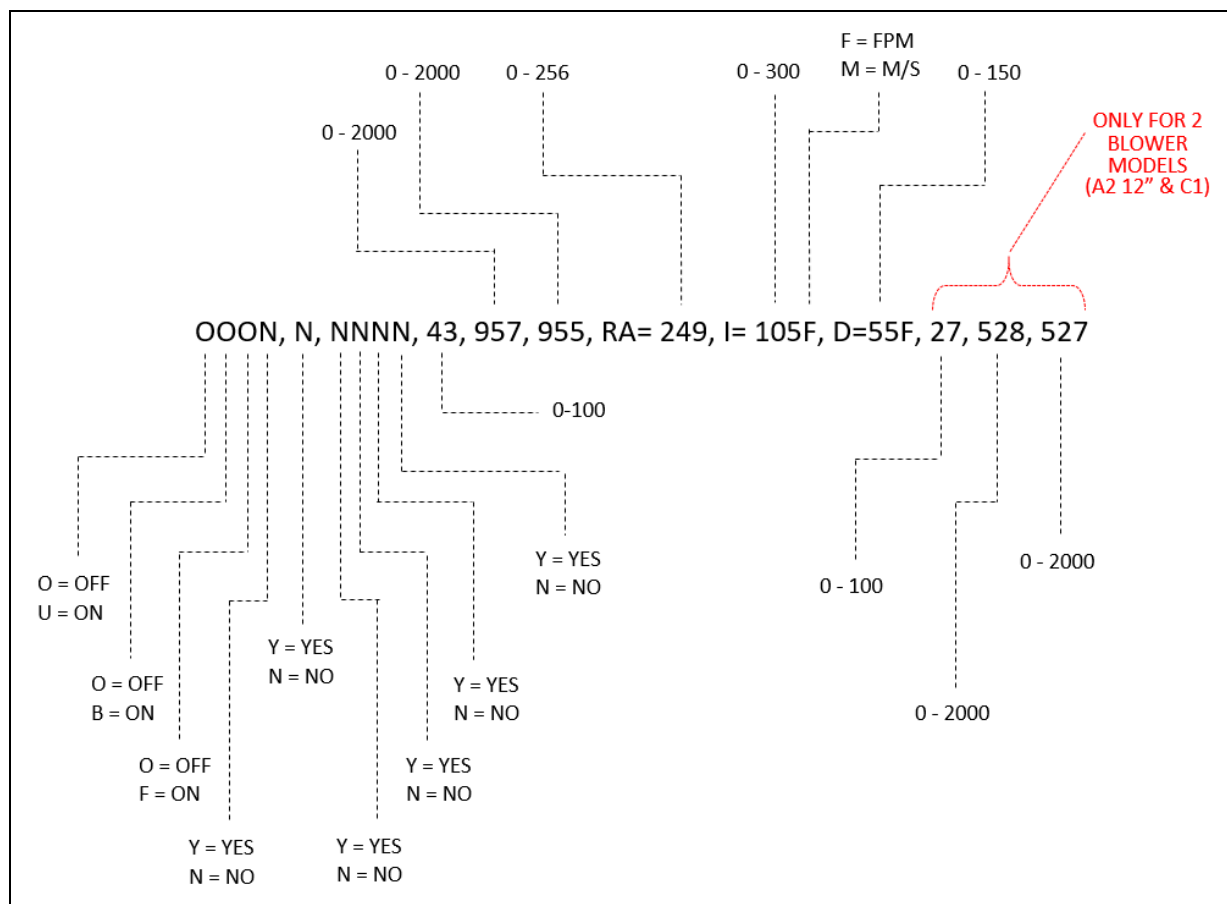 F = FPM
M = M/S
0 - 2000
0 - 256
0 - 300
0 - 150
0 - 2000
ONLY FOR 2
BLOWER
MODELS
(A2 12” & C1)
OOON, N, NNNN, 43, 957, 955, RA= 249, I= 105F, D=55F, 27, 528, 527
0-100
O = OFF
U = ON
Y = YES
N = NO
0 - 100
0 - 2000
O = OFF
B = ON
Y = YES
N = NO
Y = YES
N = NO
0 - 2000
O = OFF
F = ON
Y = YES
N = NO
Y = YES
N = NO
Y = YES
N = NO